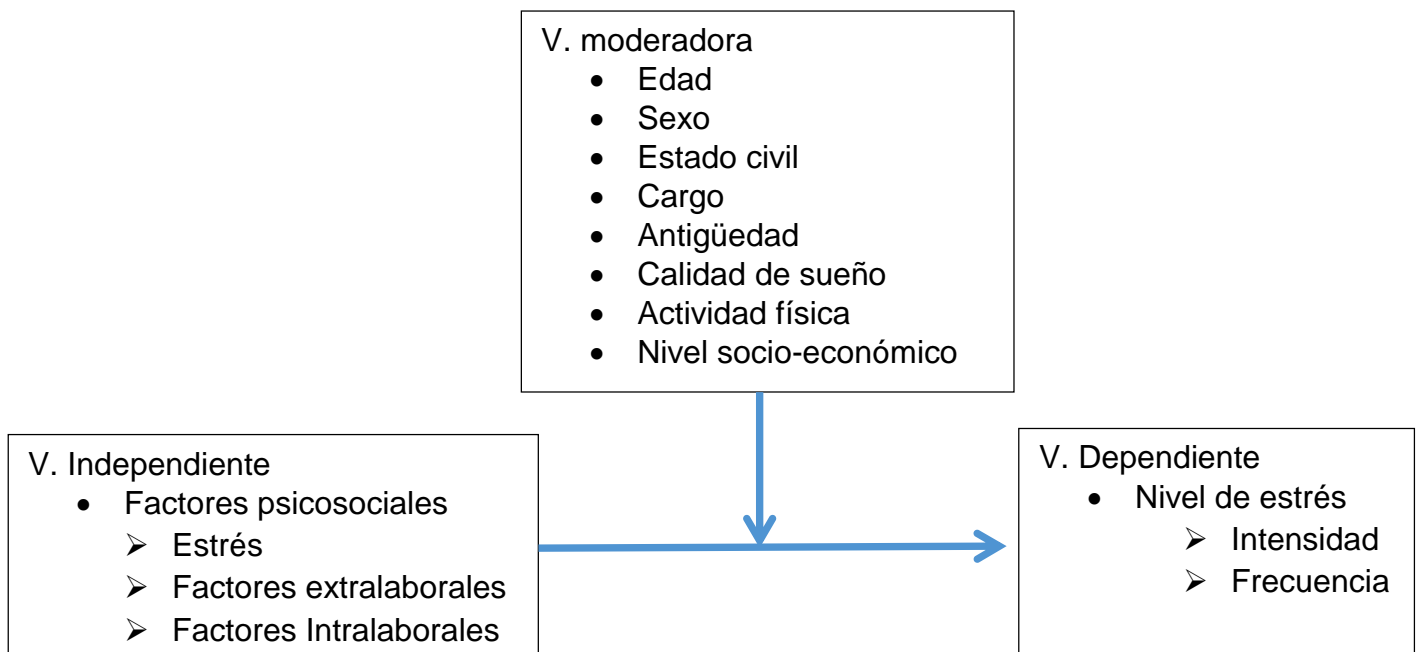 V. moderadora
• Edad
• Sexo
• Estado civil
• Cargo
• Antigüedad
• Calidad de sueño
• Actividad física
• Nivel socio-económico
V. Independiente
• Factores psicosociales
➢ Estrés
➢ Factores extralaborales
➢ Factores Intralaborales
V. Dependiente
• Nivel de estrés
➢ Intensidad
➢ Frecuencia